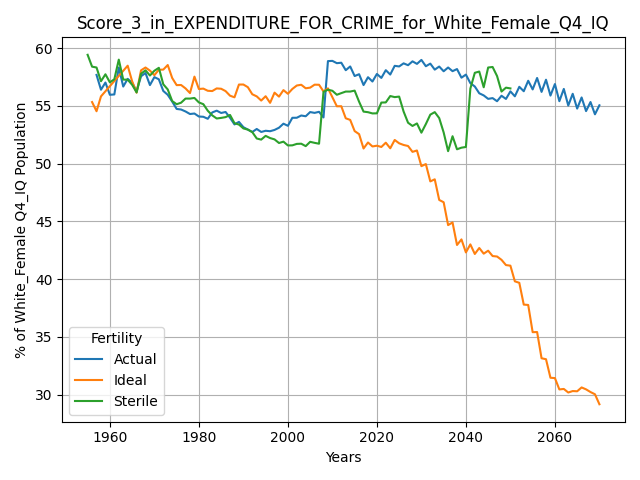 Score_3_in_EXPENDITURE_FOR_CRIME_for_White_Female_Q4_IQ
% of White_Female Q4_IQ Population
60
55
50
45
40
35
30
Fertility
Actual
Ideal
Sterile
1960 1980 2000 2020 2040 2060
Years